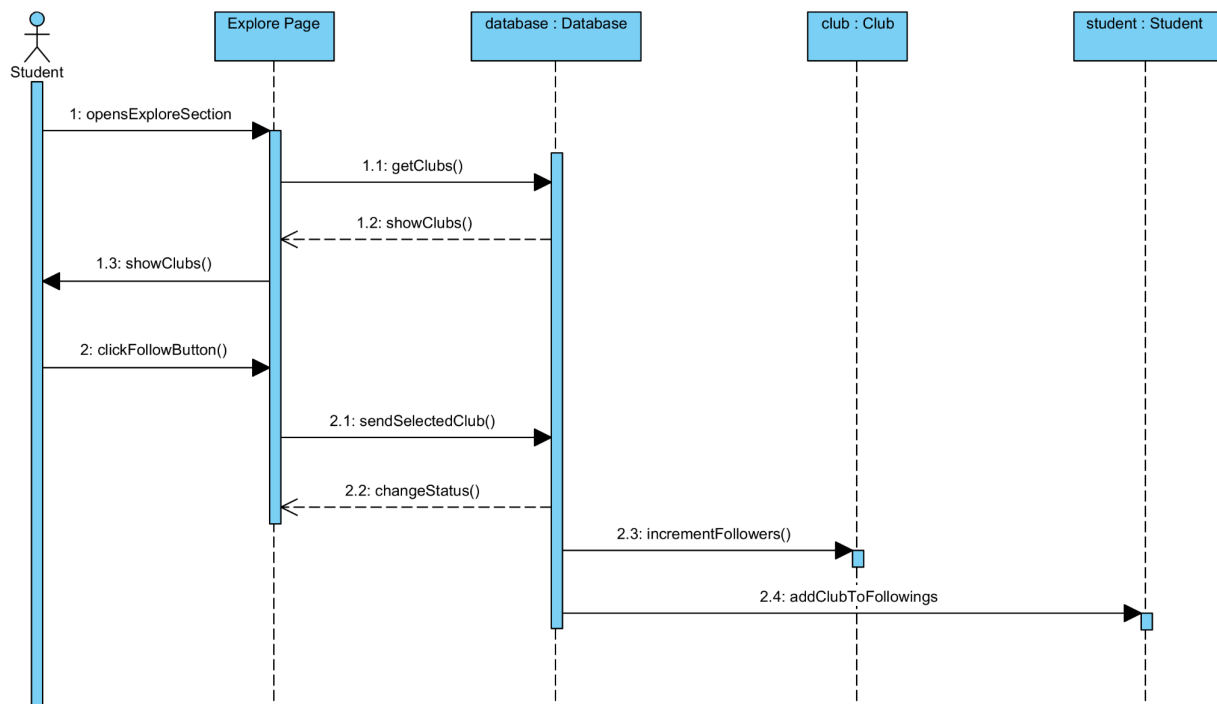 Student
Explore Page
database : Database
club : Club
student : Student
1: opensExploreSection
1.1: getClubs()
1.2: showClubs()
1.3: showClubs()
2: clickFollowButton()
2.1: sendSelectedClub()
2.2: changeStatus()
2.3: incrementFollowers()
2.4: addClubToFollowings